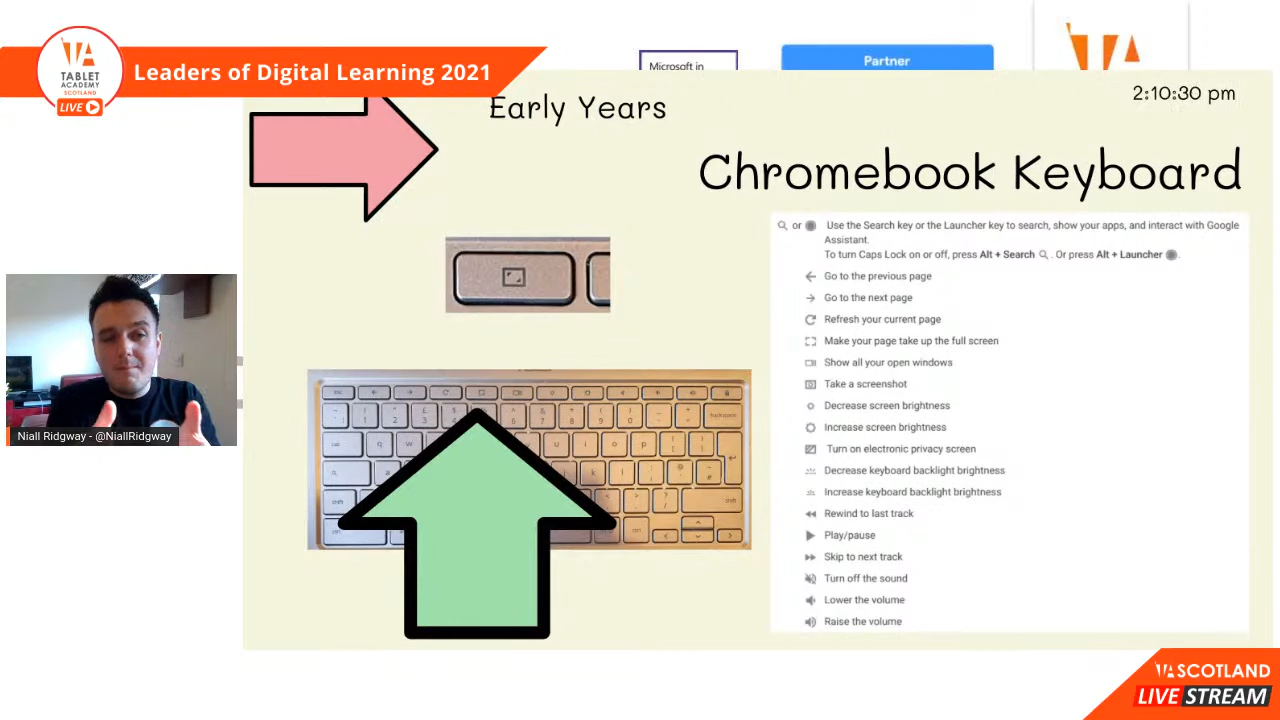 TABLET
ACADEMY
SCOTLAND
LIVE
Leaders of Digital Learning 2021
Microsoft in
Partner
Early Years
2:10:30 pm
Chromebook Keyboard
or Use the Search key or the Launcher key to search, show your apps, and interact with Google
Assistant.
To turn Caps Lock on or off, press Alt + Search . Or press Alt + Launcher .
Go to the previous page
Go to the next page
Refresh your current page
Make your page take up the full screen
Show all your open windows
Take a screenshot
Decrease screen brightness
Increase screen brightness
Turn on electronic privacy screen
Decrease keyboard backlight brightness
Increase keyboard backlight brightness
Rewind to last track
Play/pause
Skip to next track
Turn off the sound
Lower the volume
Raise the volume
Niall Ridgway - @NiallRidgway
TA SCOTLAND
LIVE STREAM